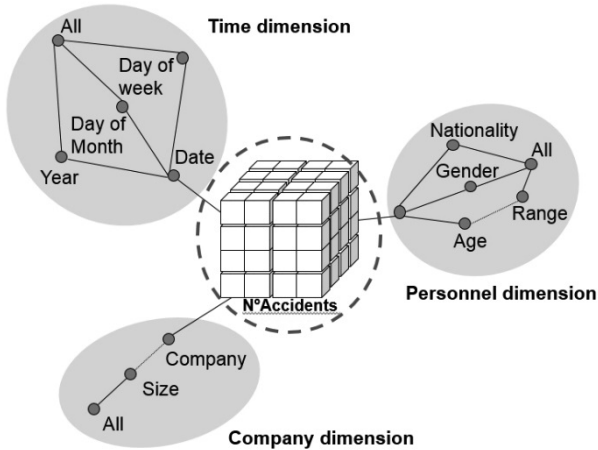 Time dimension
All
Day of
week
Day of
Month
Date
Year
Nationality
All
Gender
Range
Age
Personnel dimension
NºAccidents
Company
Size
All
Company dimension